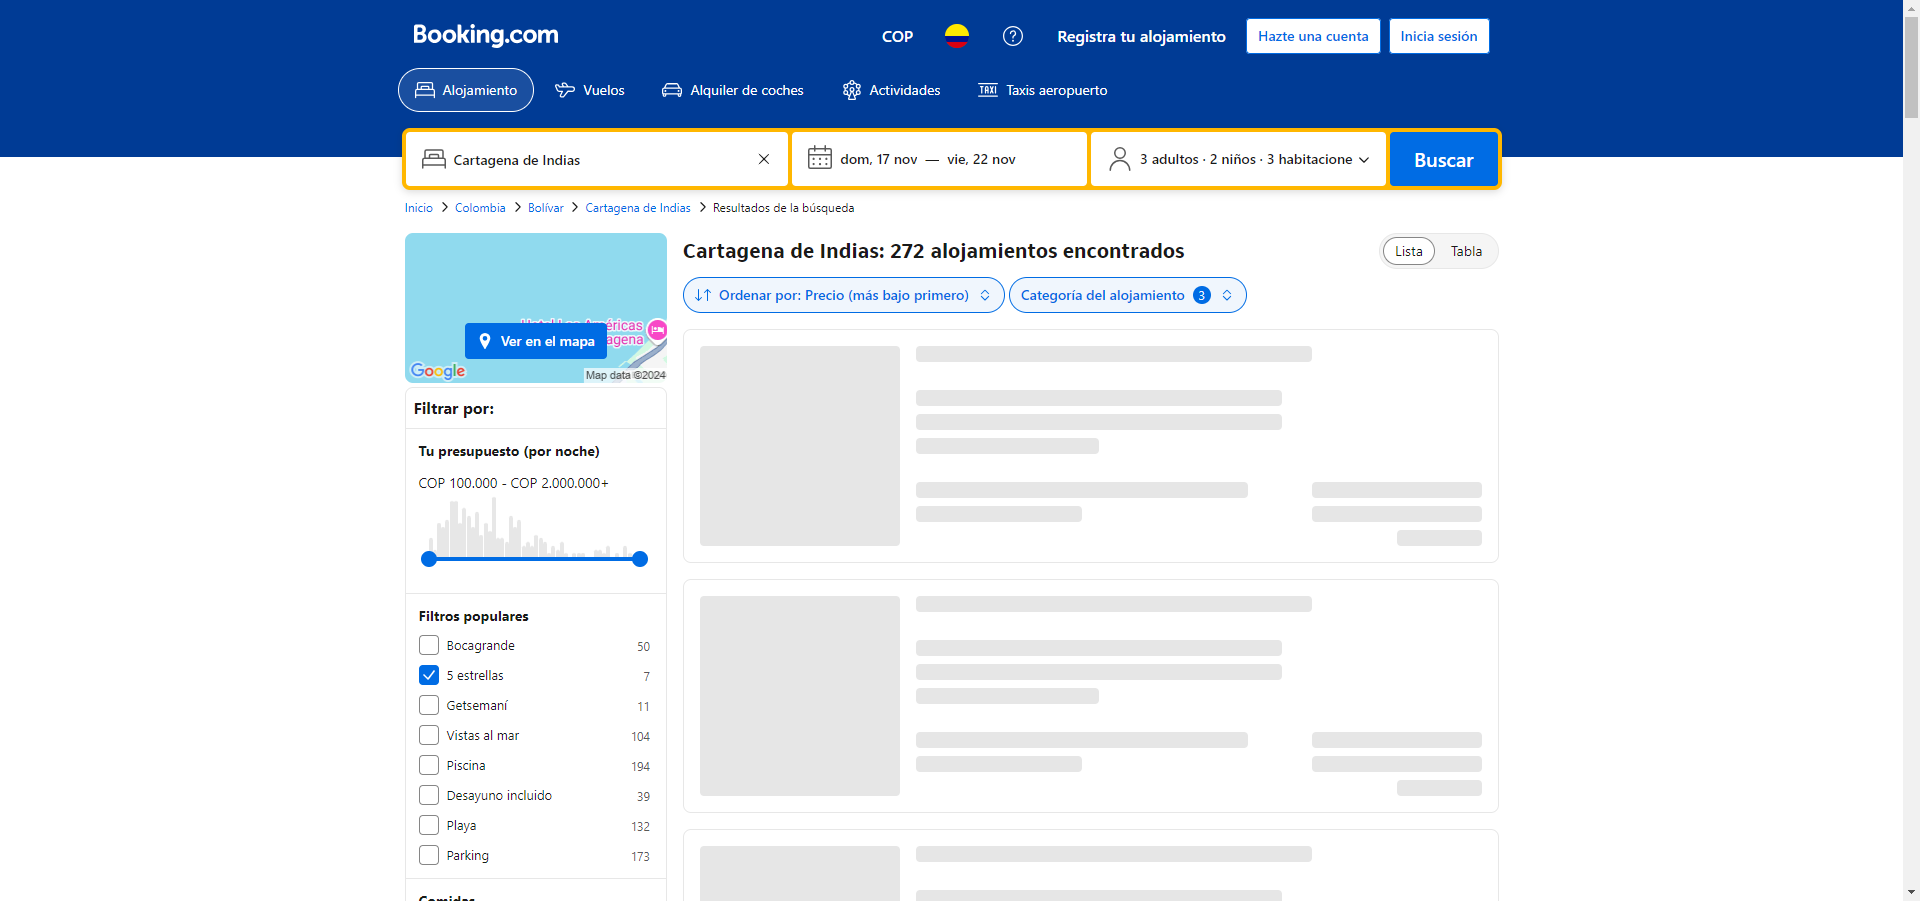 Booking.com
COP
Registra tu alojamiento
Hazte una cuenta
Inicia sesión
Alojamiento
Vuelos
Alquiler de coches
Actividades
TAXI
Taxis aeropuerto
Cartagena de Indias
dom, 17 nov — vie, 22 nov
3 adultos · 2 niños · 3 habitacione
Buscar
Inicio
Colombia
Bolívar
Cartagena de Indias
Resultados de la búsqueda
Ver en el mapa
Google
Map data ©2024
Cartagena de Indias: 272 alojamientos encontrados
Lista
Tabla
Ordenar por: Precio (más bajo primero)
Categoría del alojamiento 3
Filtrar por:
Tu presupuesto (por noche)
COP 100.000 - COP 2.000.000+
Filtros populares
Bocagrande 50
5 estrellas 7
Getsemaní 11
Vistas al mar 104
Piscina 194
Desayuno incluido 39
Playa 132
Parking 173